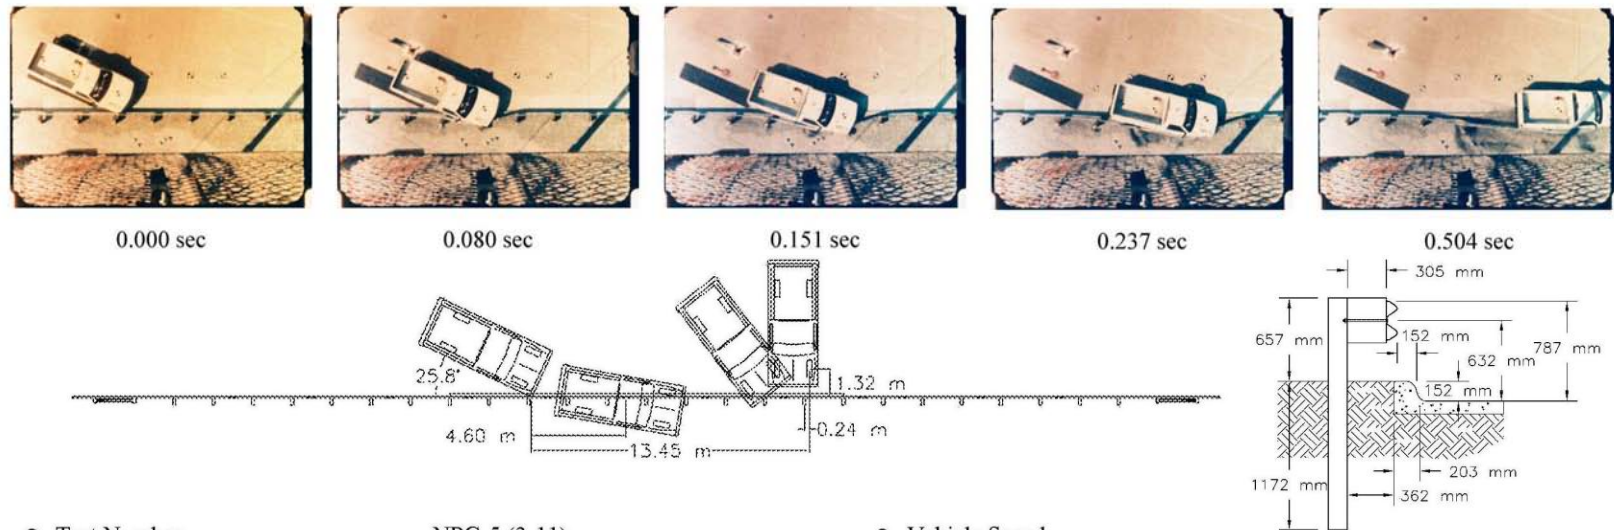 0.000 sec
0.080 sec
0.151 sec
0.237 sec
0.504 sec
305 mm
657 mm
152 mm
632 mm
787 mm
152 mm
25.8°
1.32 m
4.60 m
0.24 m
13.45 m
203 mm
362 mm
1172 mm